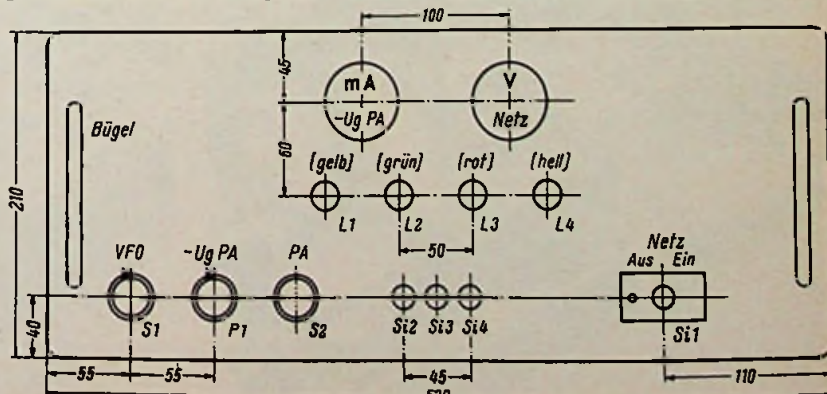 100
45
mA
V
-Ug PA
Netz
Bügel
60
210
(gelb) (grün) (rot) (hell)
L1 L2 L3 L4
50
VFO -Ug PA PA
Netz
Aus Ein
S1 P1 S2
Si2 Si3 Si4
Si1
40
55 55 45 110